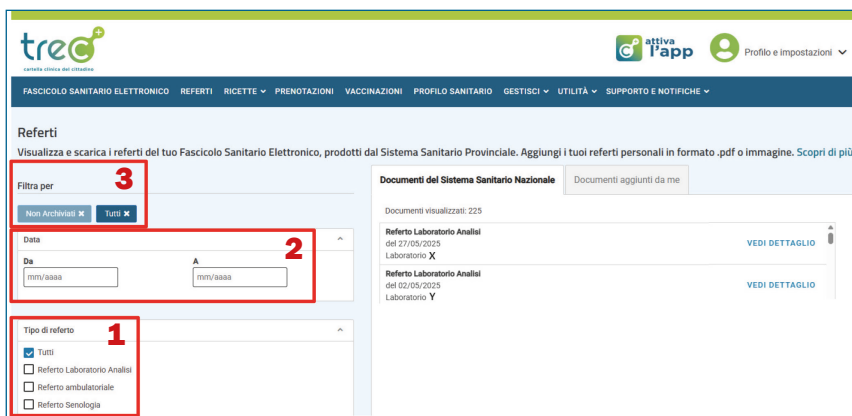 trec+
cartella clinica del cittadino
attiva l'app
Profilo e impostazioni
FASCICOLO SANITARIO ELETTRONICO REFERTI RICETTE PRENOTAZIONI VACCINAZIONI PROFILO SANITARIO GESTISCI UTILITÀ SUPPORTO E NOTIFICHE
Referti
Visualizza e scarica i referti del tuo Fascicolo Sanitario Elettronico, prodotti dal Sistema Sanitario Provinciale. Aggiungi i tuoi referti personali in formato .pdf o immagine. Scopri di più
3
Filtra per
Non Archiviati ✖ Tutti ✖
2
Data
Da A
mm/aaaa mm/aaaa
1
Tipo di referto
Tutti
Referto Laboratorio Analisi
Referto ambulatoriale
Referto Senologia
Documenti del Sistema Sanitario Nazionale Documenti aggiunti da me
Documenti visualizzati: 225
Referto Laboratorio Analisi
del 27/05/2025 VEDI DETTAGLIO
Laboratorio X
Referto Laboratorio Analisi
del 02/05/2025 VEDI DETTAGLIO
Laboratorio Y